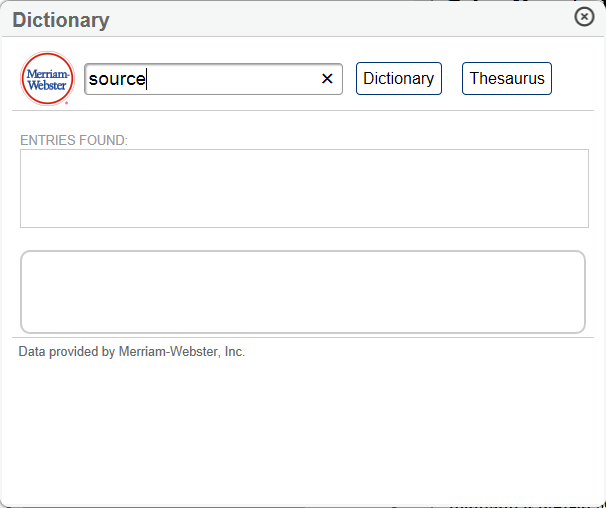 Dictionary
Merriam-
Webster
source
Dictionary
Thesaurus
ENTRIES FOUND:
Data provided by Merriam-Webster, Inc.